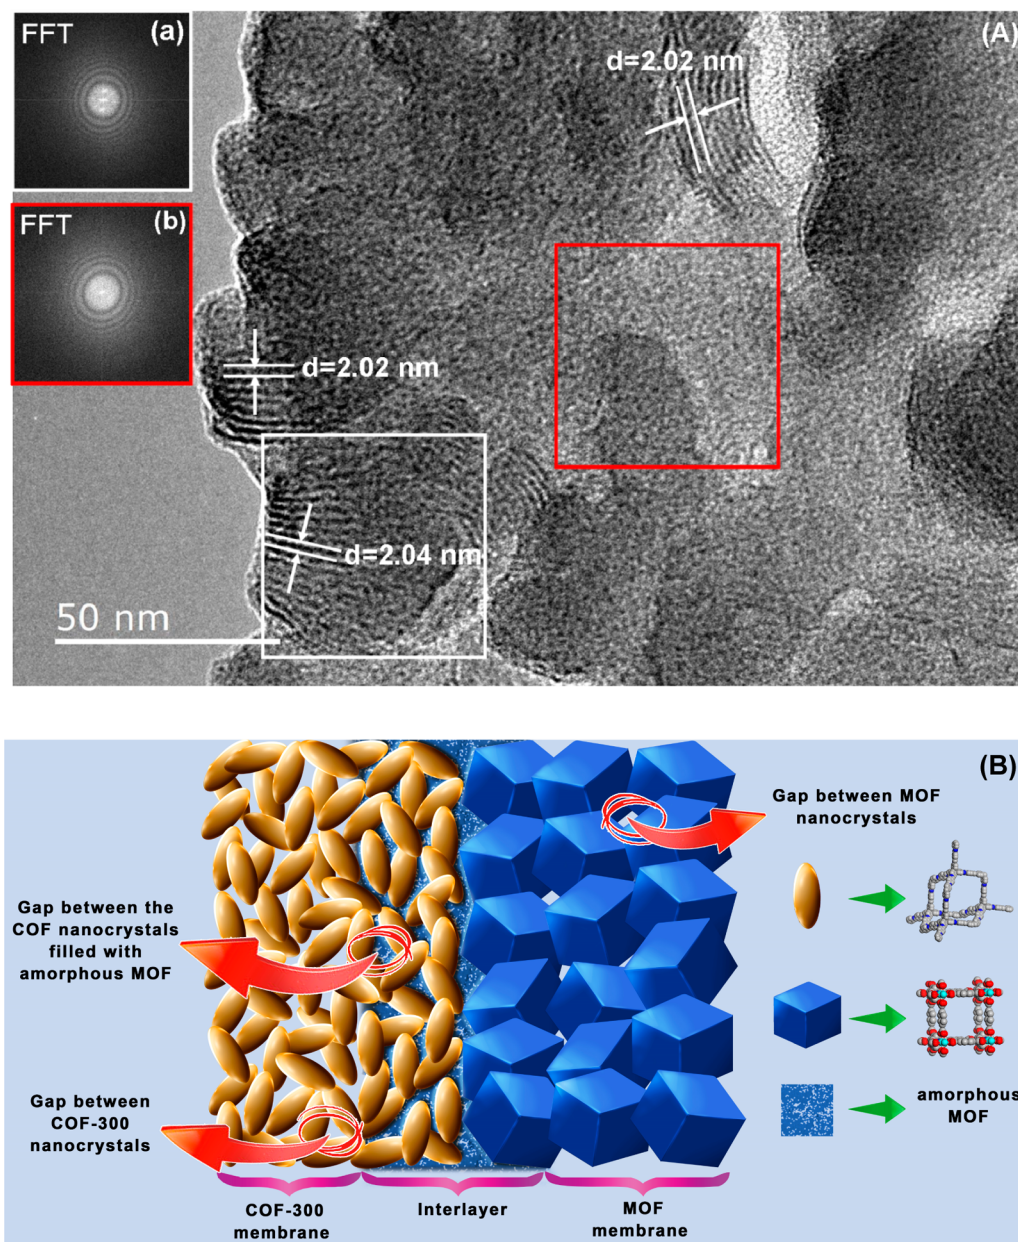 FFT (a)
(A)
d=2.02 nm
FFT (b)
d=2.02 nm
d=2.04 nm
50 nm
(B)
Gap between MOF
nanocrystals
Gap between the
COF nanocrystals
filled with
amorphous MOF
Gap between
COF-300
nanocrystals
amorphous
MOF
COF-300
membrane
Interlayer
MOF
membrane